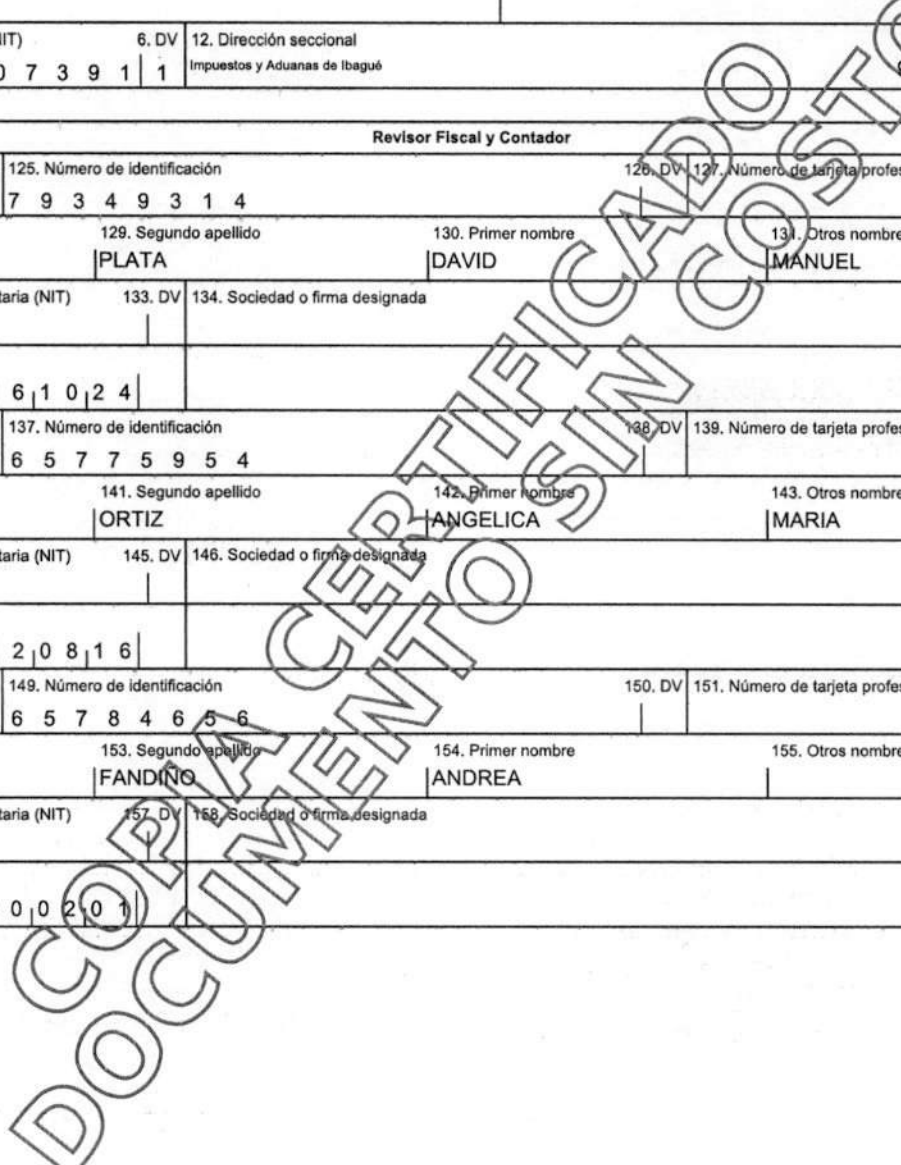 IIT) 6. DV 12. Dirección seccional
0 7 3 9 1 1 Impuestos y Aduanas de Ibagué
Revisor Fiscal y Contador
125. Número de identificación 126. DV 127. Número de tarjeta profes
7 9 3 4 9 3 1 4
129. Segundo apellido 130. Primer nombre 131. Otros nombre
PLATA DAVID MANUEL
taria (NIT) 133. DV 134. Sociedad o firma designada
6 1 0 2 4
137. Número de identificación 138. DV 139. Número de tarjeta profes
6 5 7 7 5 9 5 4
141. Segundo apellido 142. Primer nombre 143. Otros nombre
ORTIZ ANGELICA MARIA
taria (NIT) 145. DV 146. Sociedad o firma designada
2 0 8 1 6
149. Número de identificación 150. DV 151. Número de tarjeta profes
6 5 7 8 4 6 5 6
153. Segundo apellido 154. Primer nombre 155. Otros nombre
FANDIÑO ANDREA
taria (NIT) 157. DV 158. Sociedad o firma designada
0 0 2 0 1
COPIA CERTIFICADO
DOCUMENTO SIN COSTO